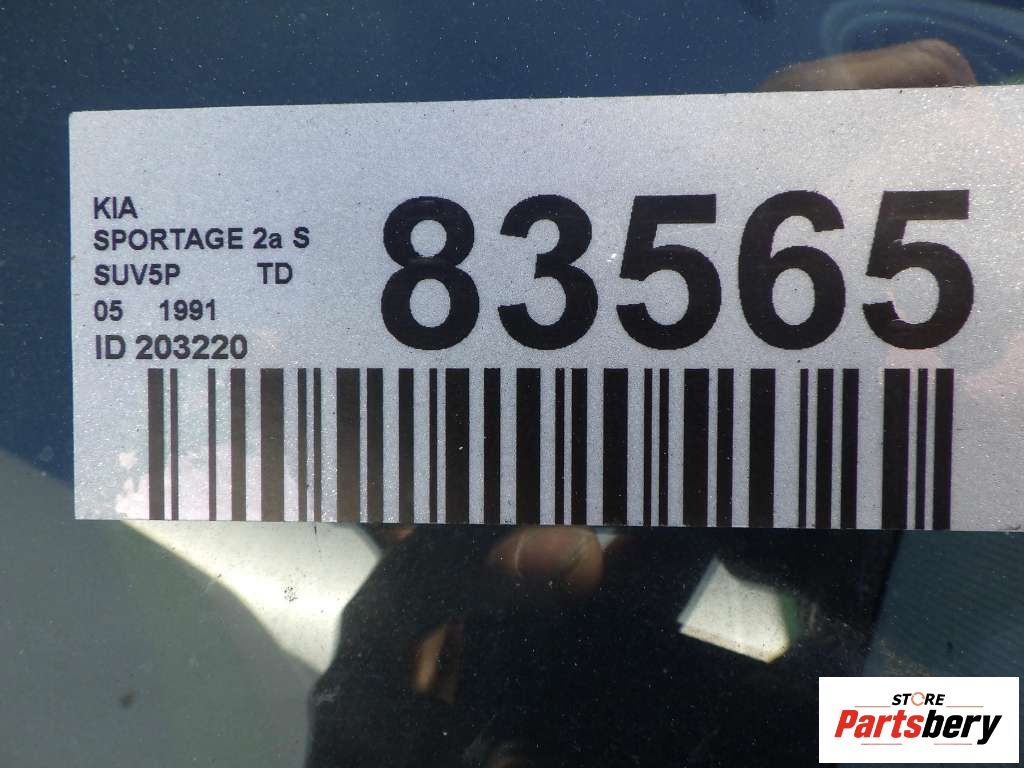 KIA
SPORTAGE 2a S
SUV5P TD
05 1991
ID 203220
83565
STORE
Partsbery